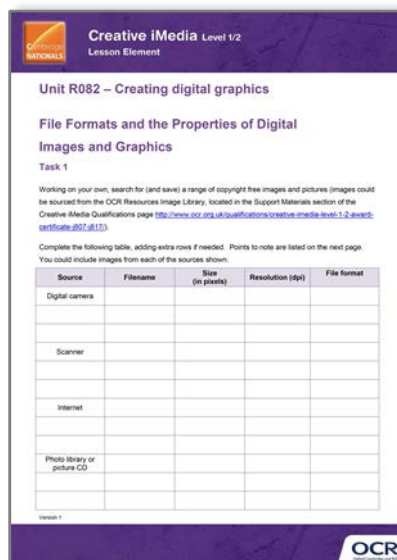 Cambridge
NATIONALS
Creative iMedia Level 1/2
Lesson Element
Unit R082 – Creating digital graphics
File Formats and the Properties of Digital
Images and Graphics
Task 1
Working on your own, search for (and save) a range of copyright free images and pictures (images could
be sourced from the OCR Resources Image Library, located in the Support Materials section of the
Creative iMedia Qualifications page http://www.ocr.org.uk/qualifications/creative-imedia-level-1-2-award-
certificate-j807-j817/).
Complete the following table, adding extra rows if needed. Points to note are listed on the next page.
You could include images from each of the sources shown:
Source Filename Size (in pixels) Resolution (dpi) File format
Digital camera
Scanner
Internet
Photo library or
picture CD
Version 1
OCR